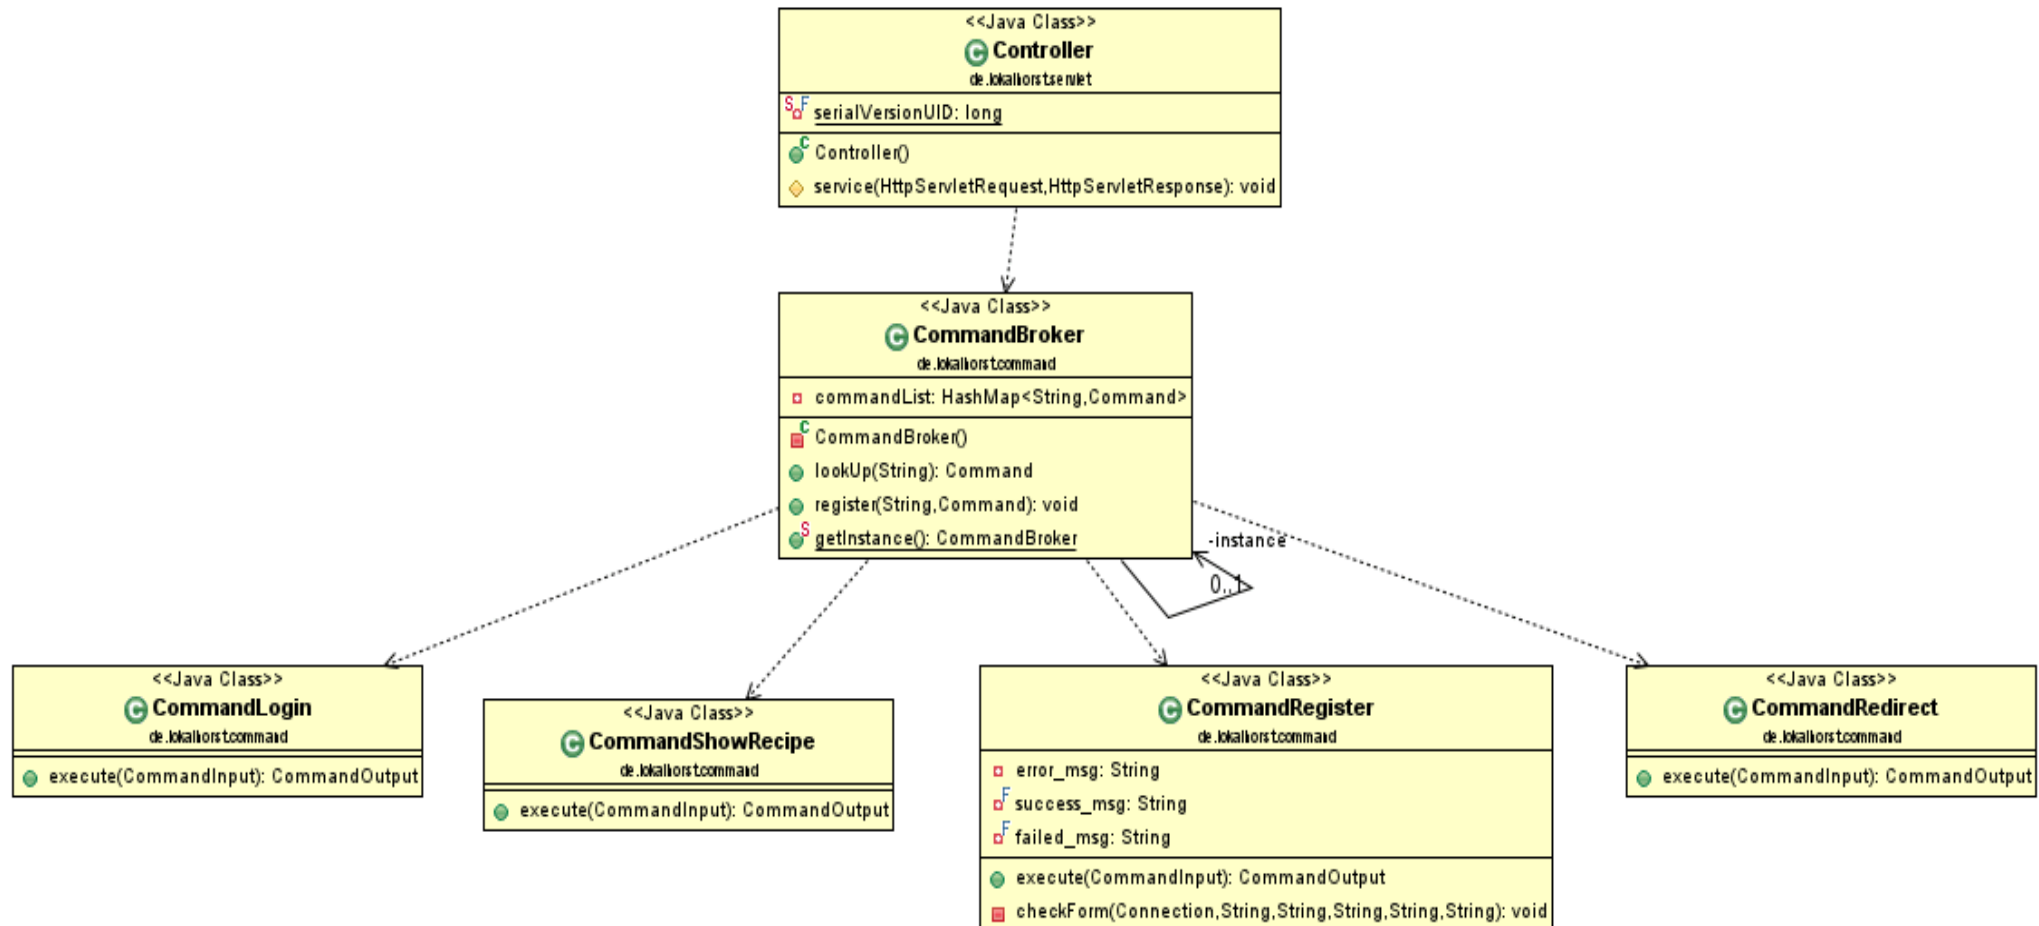 <<Java Class>>
Controller
de.lokalhorst.servlet
serialVersionUID: long
Controller()
service(HttpServletRequest,HttpServletResponse): void
<<Java Class>>
CommandBroker
de.lokalhorst.command
commandList: HashMap<String,Command>
CommandBroker()
lookUp(String): Command
register(String,Command): void
getInstance(): CommandBroker
-instance
0..1
<<Java Class>>
CommandLogin
de.lokalhorst.command
execute(CommandInput): CommandOutput
<<Java Class>>
CommandShowRecipe
de.lokalhorst.command
execute(CommandInput): CommandOutput
<<Java Class>>
CommandRegister
de.lokalhorst.command
error_msg: String
success_msg: String
failed_msg: String
execute(CommandInput): CommandOutput
checkForm(Connection,String,String,String,String,String): void
<<Java Class>>
CommandRedirect
de.lokalhorst.command
execute(CommandInput): CommandOutput